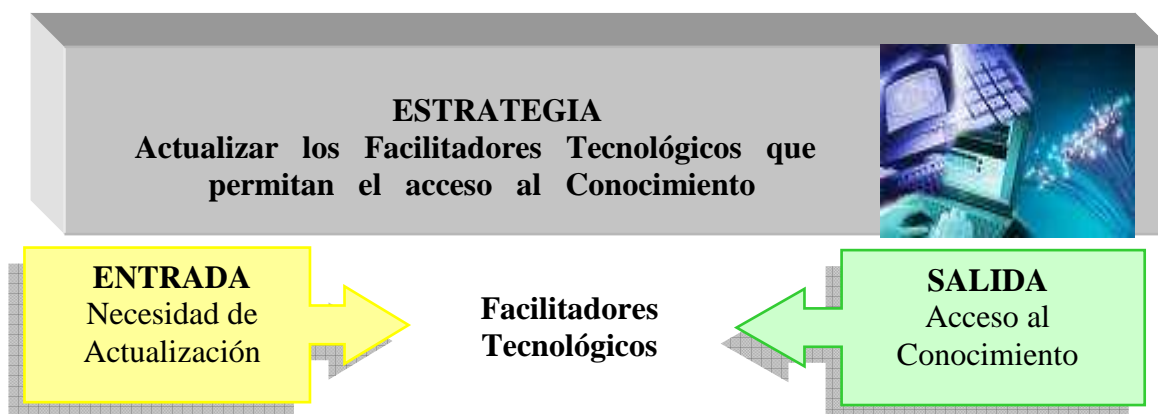 ESTRATEGIA
Actualizar los Facilitadores Tecnológicos que
permitan el acceso al Conocimiento
ENTRADA
Necesidad de
Actualización
Facilitadores
Tecnológicos
SALIDA
Acceso al
Conocimiento